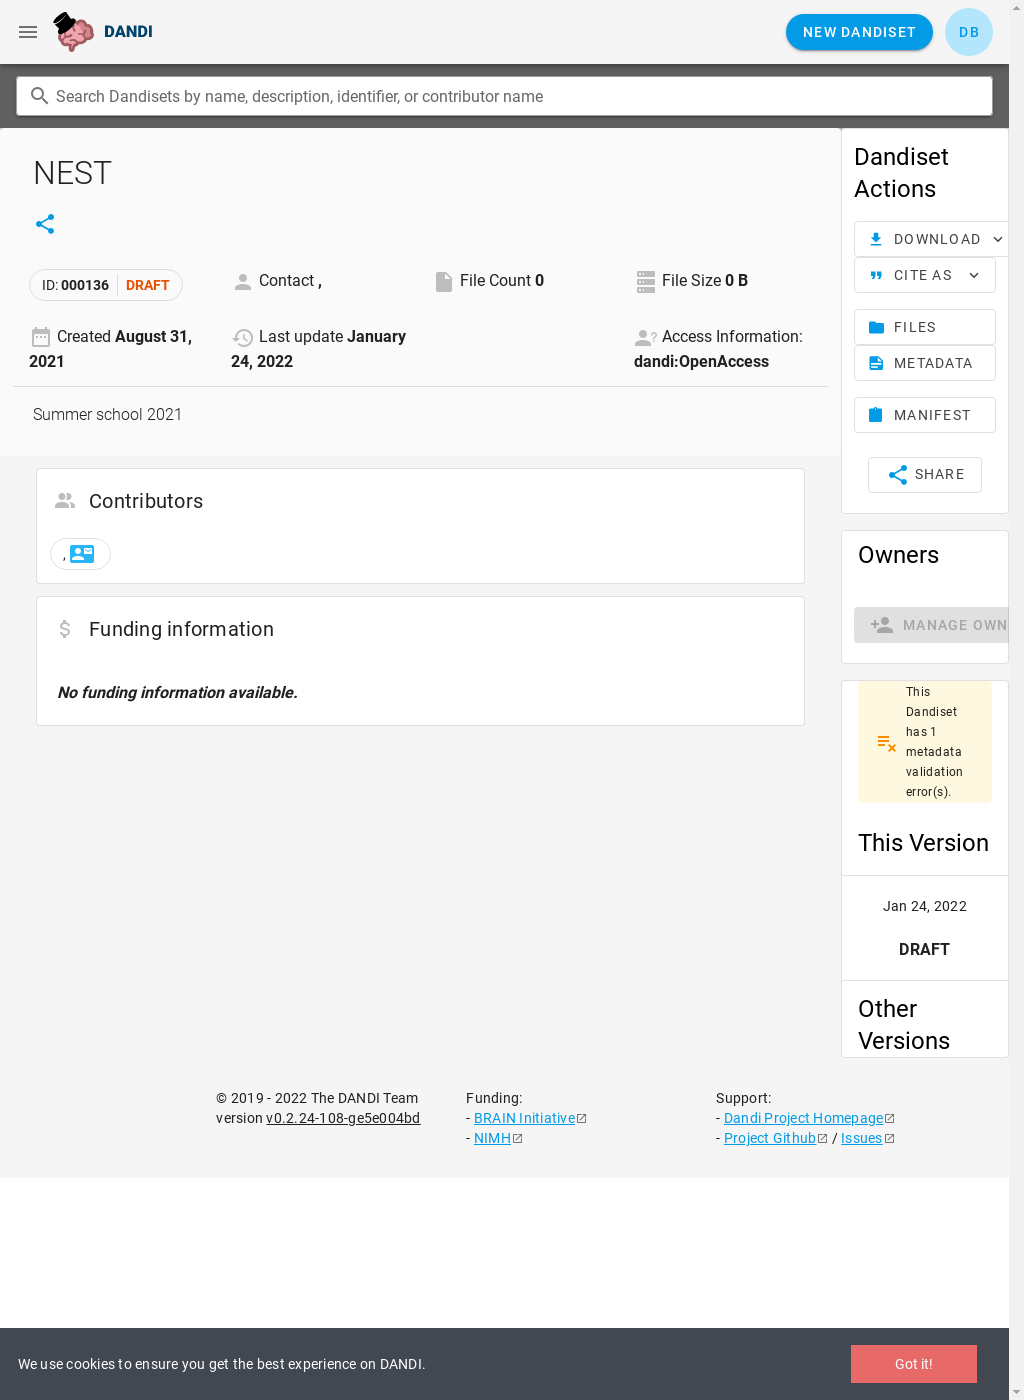 DANDI
NEW DANDISET
DB
Search Dandisets by name, description, identifier, or contributor name
NEST
ID: 000136 DRAFT
Contact ,
File Count 0
File Size 0 B
Created August 31,
2021
Last update January
24, 2022
Access Information:
dandi:OpenAccess
Summer school 2021
Contributors
,
Funding information
No funding information available.
Dandiset
Actions
DOWNLOAD
CITE AS
FILES
METADATA
MANIFEST
SHARE
Owners
MANAGE OWN
This
Dandiset
has 1
metadata
validation
error(s).
This Version
Jan 24, 2022
DRAFT
Other
Versions
© 2019 - 2022 The DANDI Team
version v0.2.24-108-ge5e004bd
Funding:
- BRAIN Initiative
- NIMH
Support:
- Dandi Project Homepage
- Project Github / Issues
We use cookies to ensure you get the best experience on DANDI.
Got it!